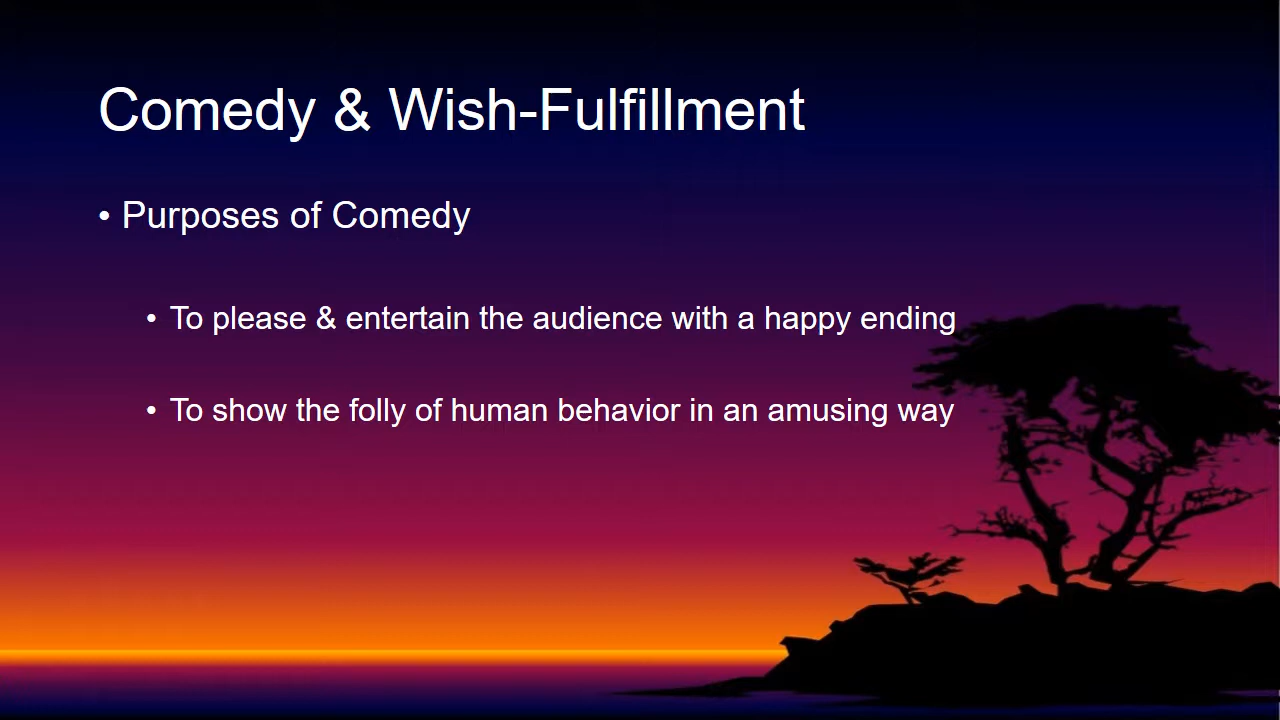 Comedy & Wish-Fulfillment
• Purposes of Comedy
• To please & entertain the audience with a happy ending
• To show the folly of human behavior in an amusing way